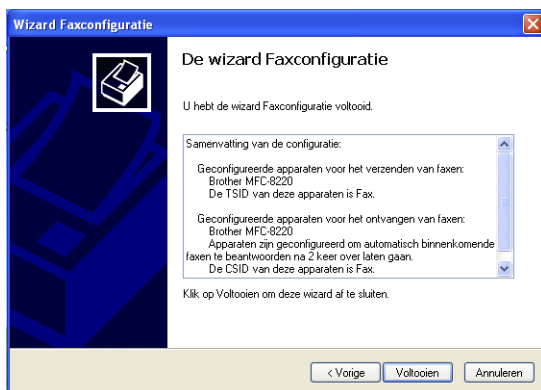 Wizard Faxconfiguratie
De wizard Faxconfiguratie
U hebt de wizard Faxconfiguratie voltooid.
Samenvatting van de configuratie:
Geconfigureerde apparaten voor het verzenden van faxen:
Brother MFC-8220
De TSID van deze apparaten is Fax.
Geconfigureerde apparaten voor het ontvangen van faxen:
Brother MFC-8220
Apparaten zijn geconfigureerd om automatisch binnenkomende
faxen te beantwoorden na 2 keer over laten gaan.
De CSID van deze apparaten is Fax.
Klik op Voltooien om deze wizard af te sluiten.
< Vorige Voltooien Annuleren